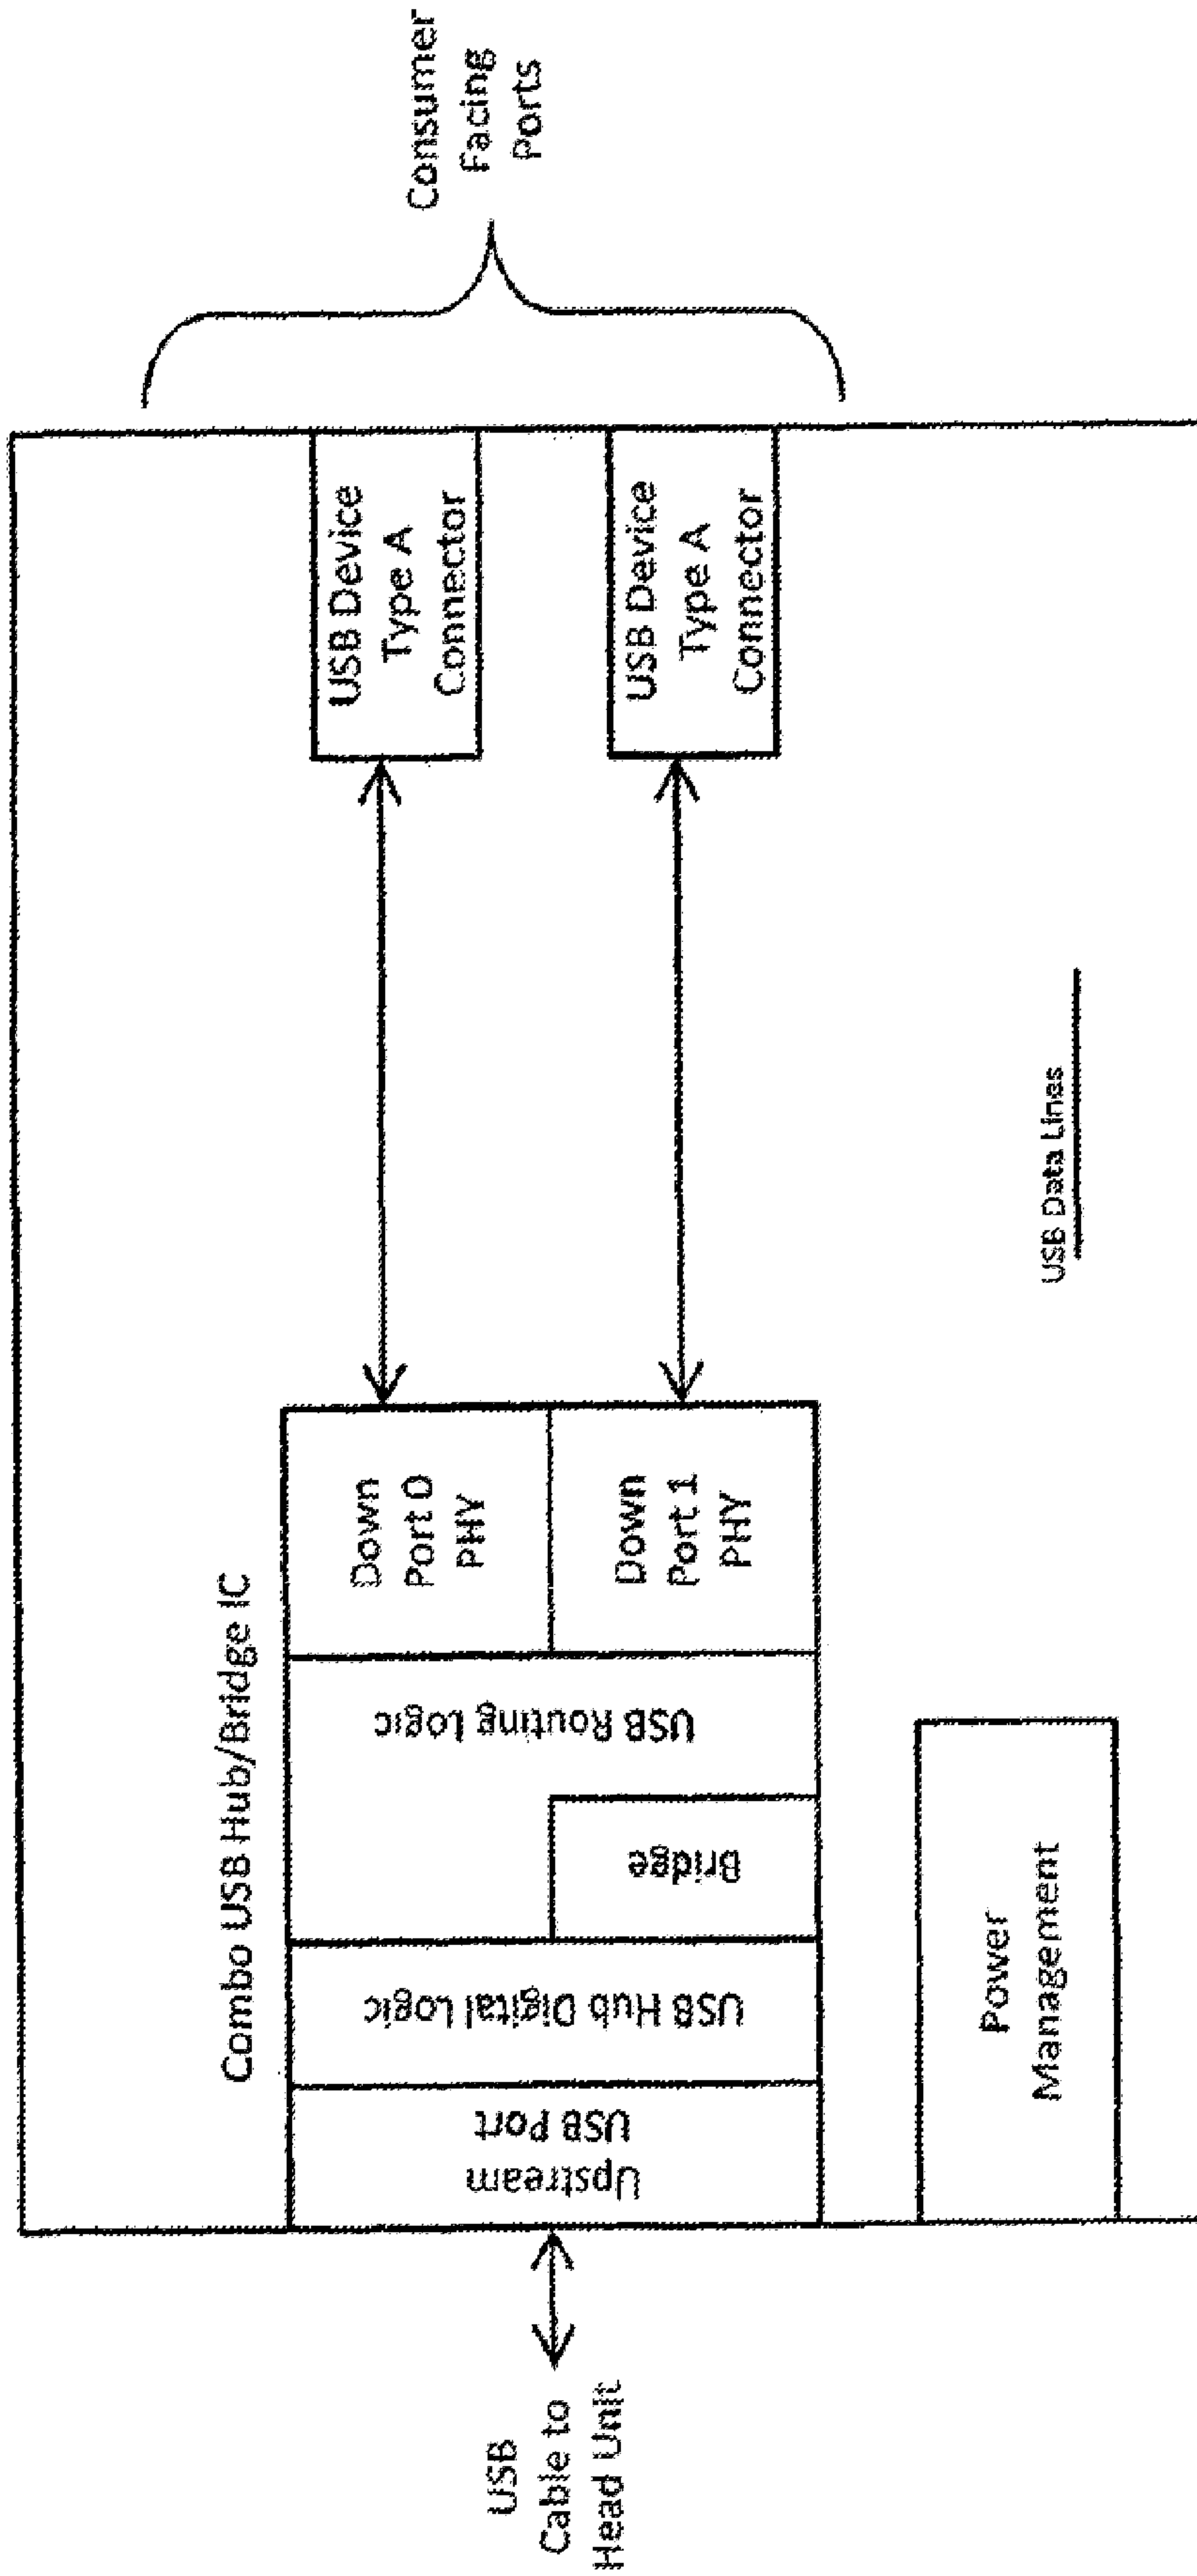 Combo USB Hub/Bridge IC
USB
Cable to
Head Unit
Upstream
USB Port
USB Hub Digital Logic
Bridge
USB Routing Logic
Down
Port 0
PHY
Down
Port 1
PHY
USB Device
Type A
Connector
USB Device
Type A
Connector
Consumer
Facing
Ports
Power
Management
USB Data Lines